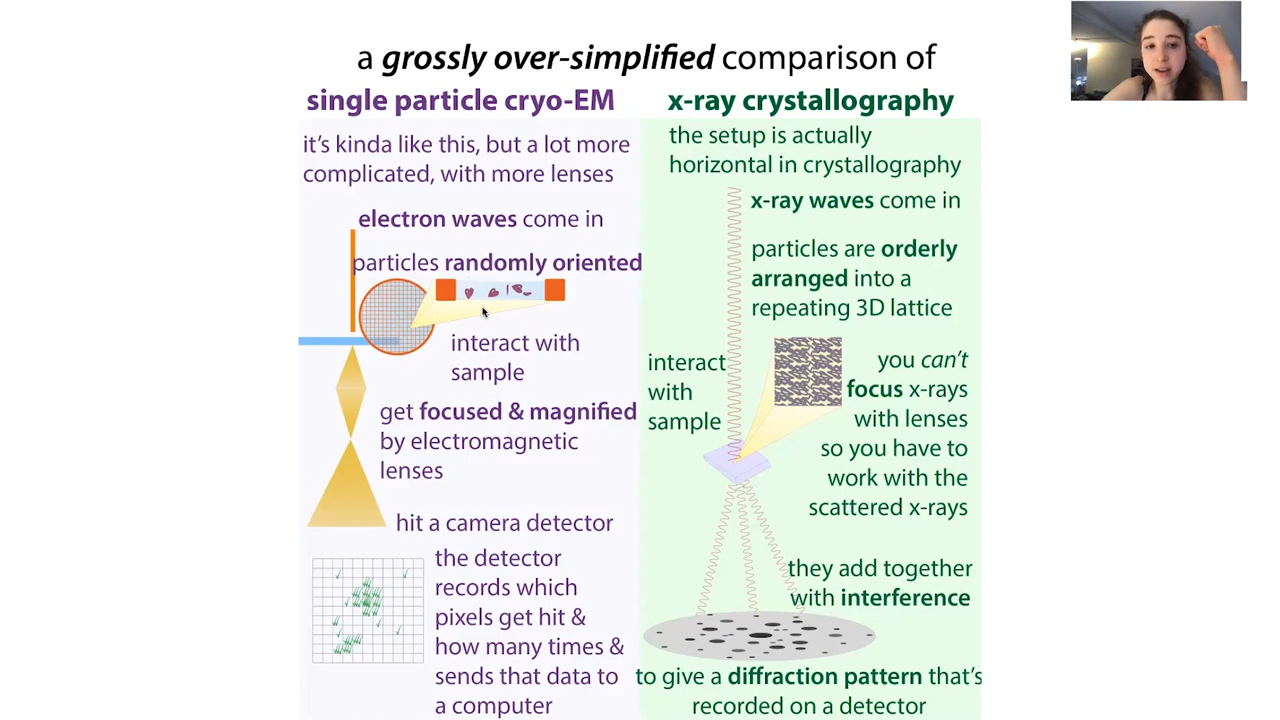 a grossly over-simplified comparison of
single particle cryo-EM
it's kinda like this, but a lot more
complicated, with more lenses
electron waves come in
particles randomly oriented
interact with
sample
get focused & magnified
by electromagnetic
lenses
hit a camera detector
the detector
records which
pixels get hit &
how many times &
sends that data to
a computer
x-ray crystallography
the setup is actually
horizontal in crystallography
x-ray waves come in
particles are orderly
arranged into a
repeating 3D lattice
interact
with
sample
you can't
focus x-rays
with lenses
so you have to
work with the
scattered x-rays
they add together
with interference
to give a diffraction pattern that's
recorded on a detector